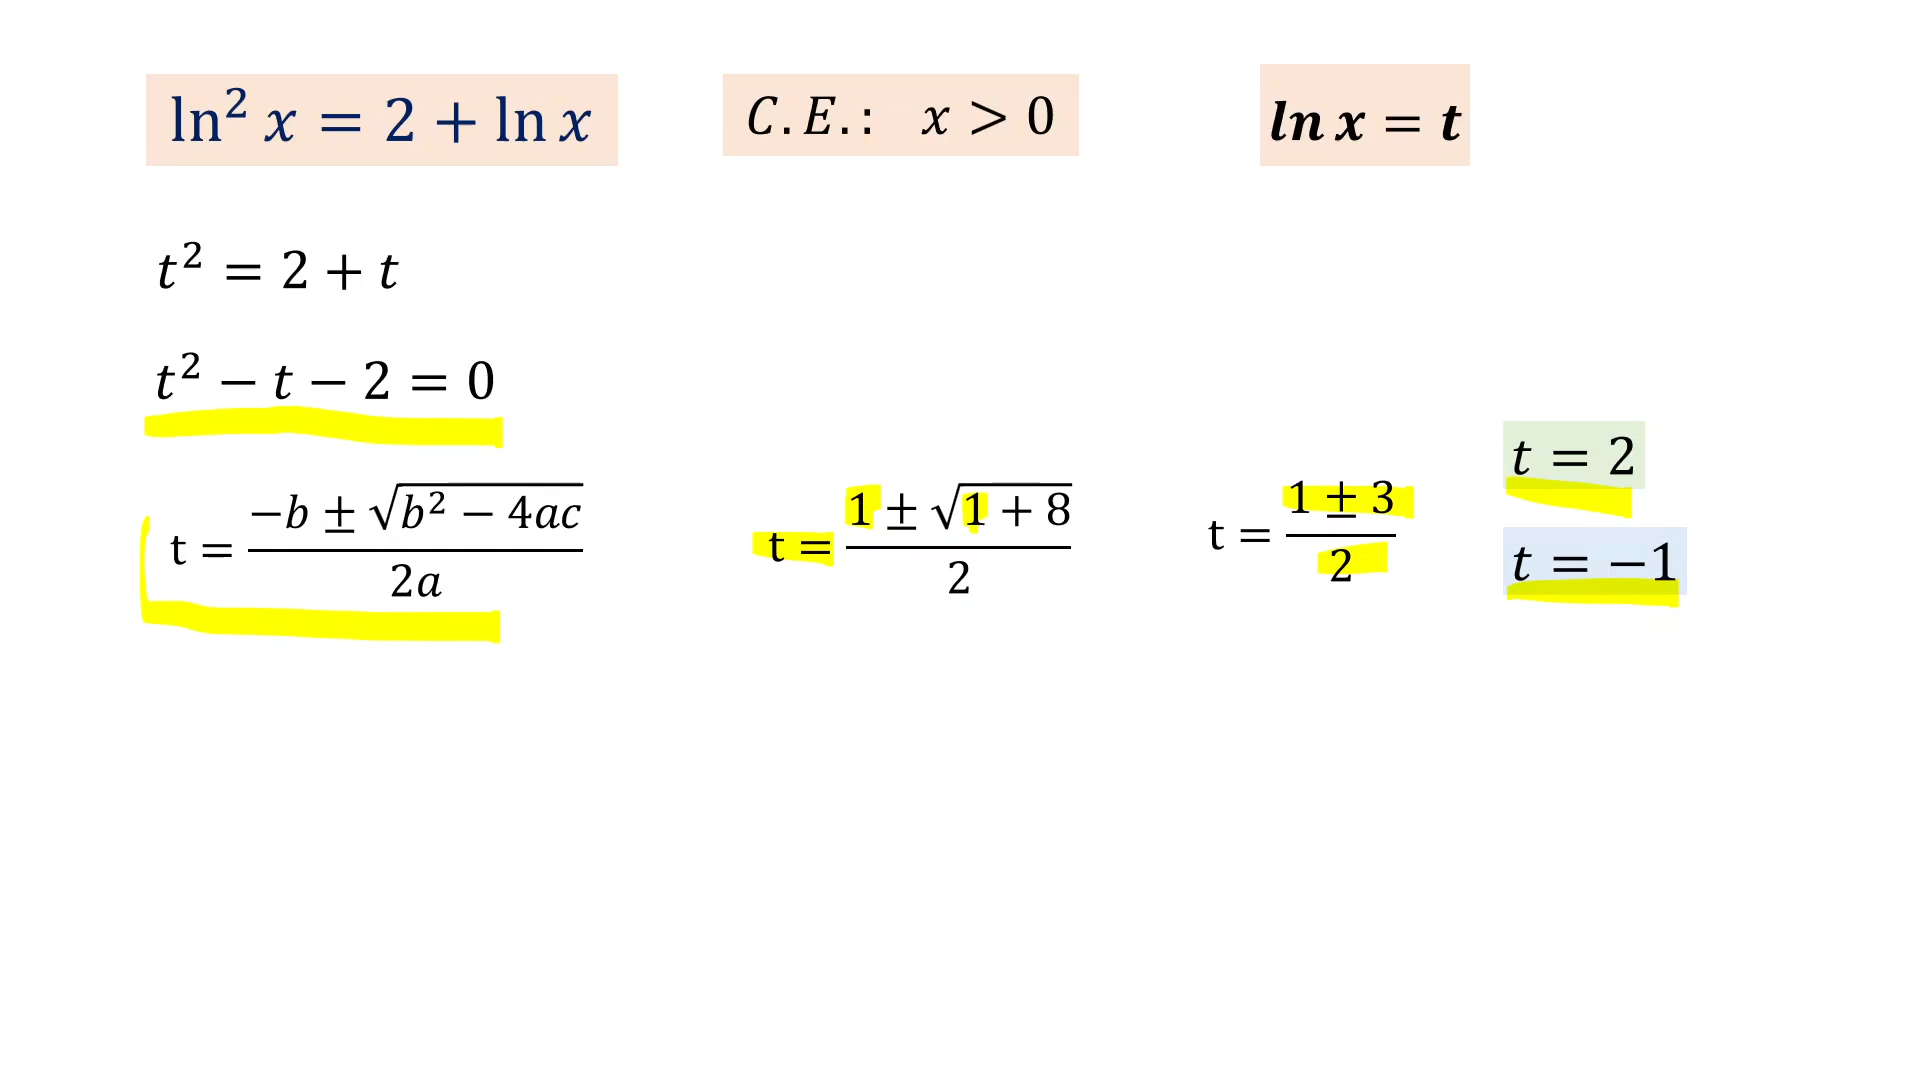 ln² x = 2 + ln x
C.E.: x > 0
ln x = t
t² = 2 + t
t² − t − 2 = 0
t = (−b ± √(b² − 4ac)) / 2a
t = (1 ± √(1 + 8)) / 2
t = (1 ± 3) / 2
t = 2
t = −1